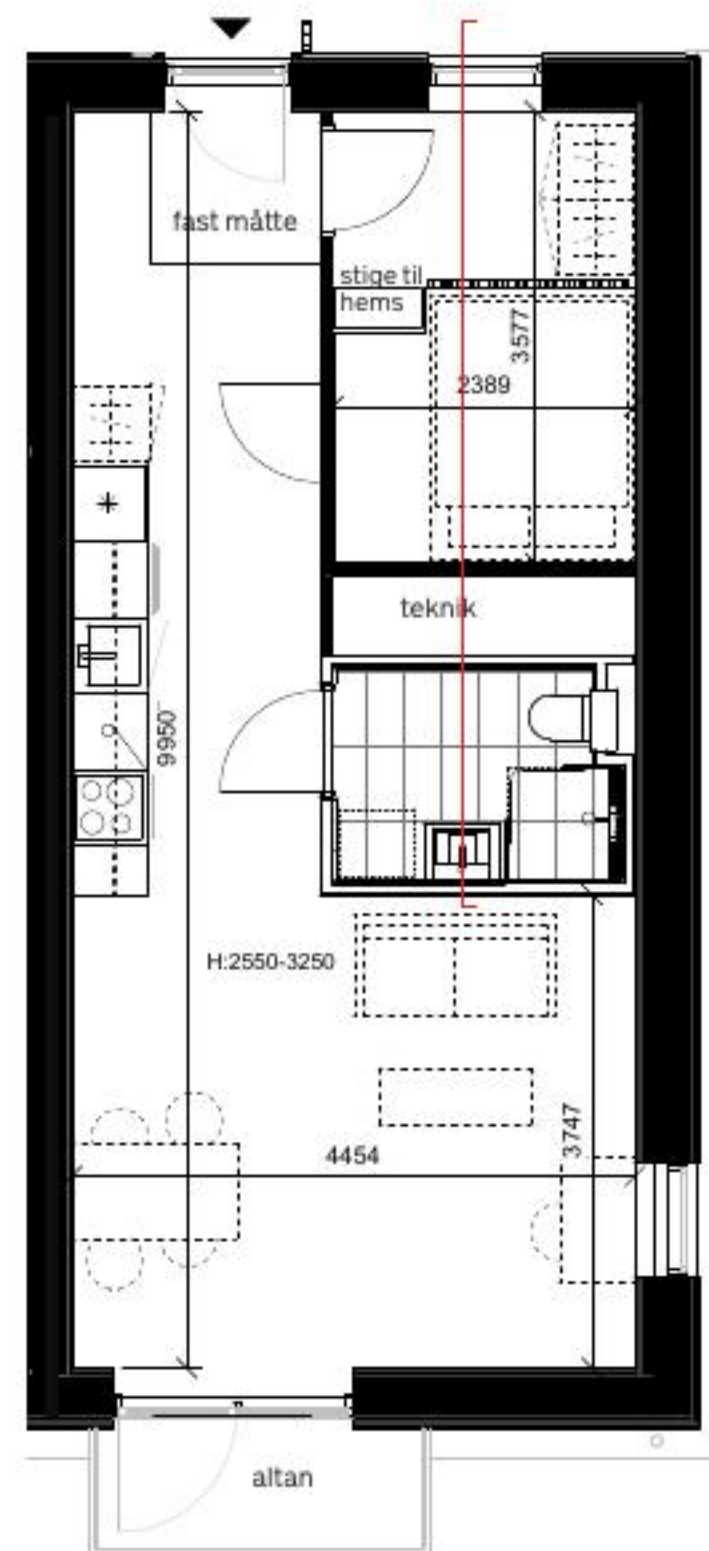 fast måtte
stige til
hems
3577
2389
teknik
9950
H:2550-3250
3747
4454
altan